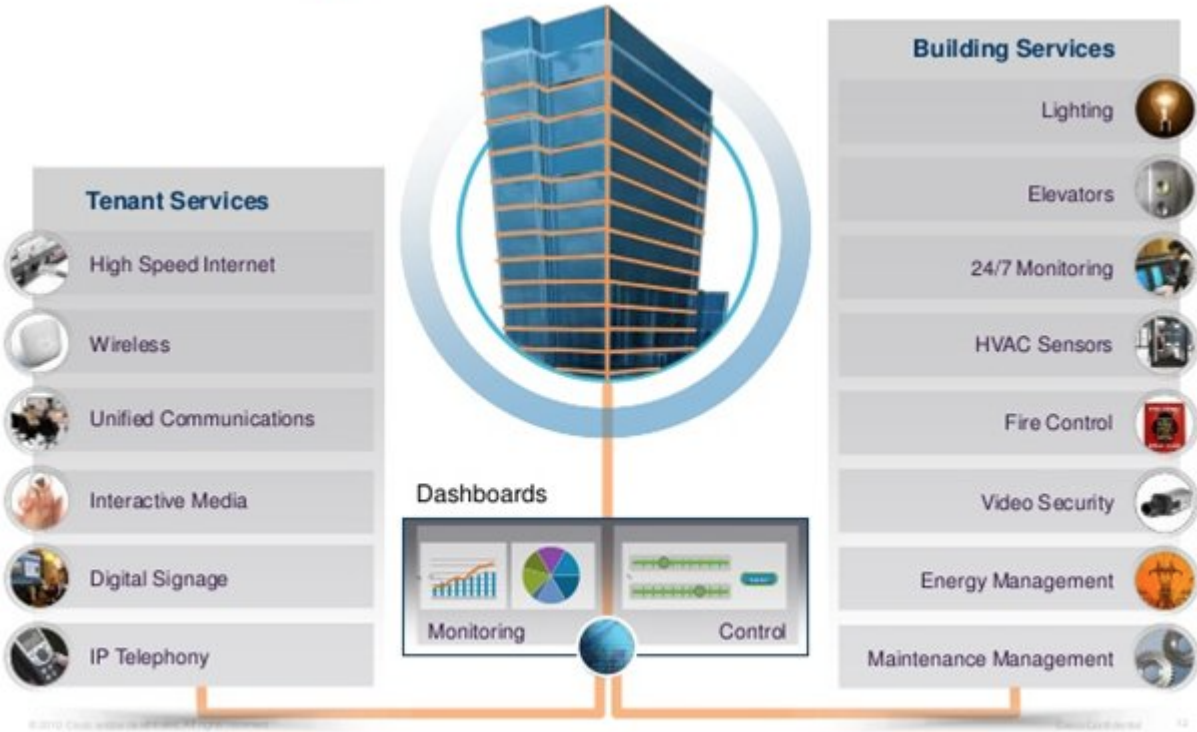 Tenant Services
High Speed Internet
Wireless
Unified Communications
Interactive Media
Digital Signage
IP Telephony
Dashboards
Monitoring
Control
Building Services
Lighting
Elevators
24/7 Monitoring
HVAC Sensors
Fire Control
Video Security
Energy Management
Maintenance Management